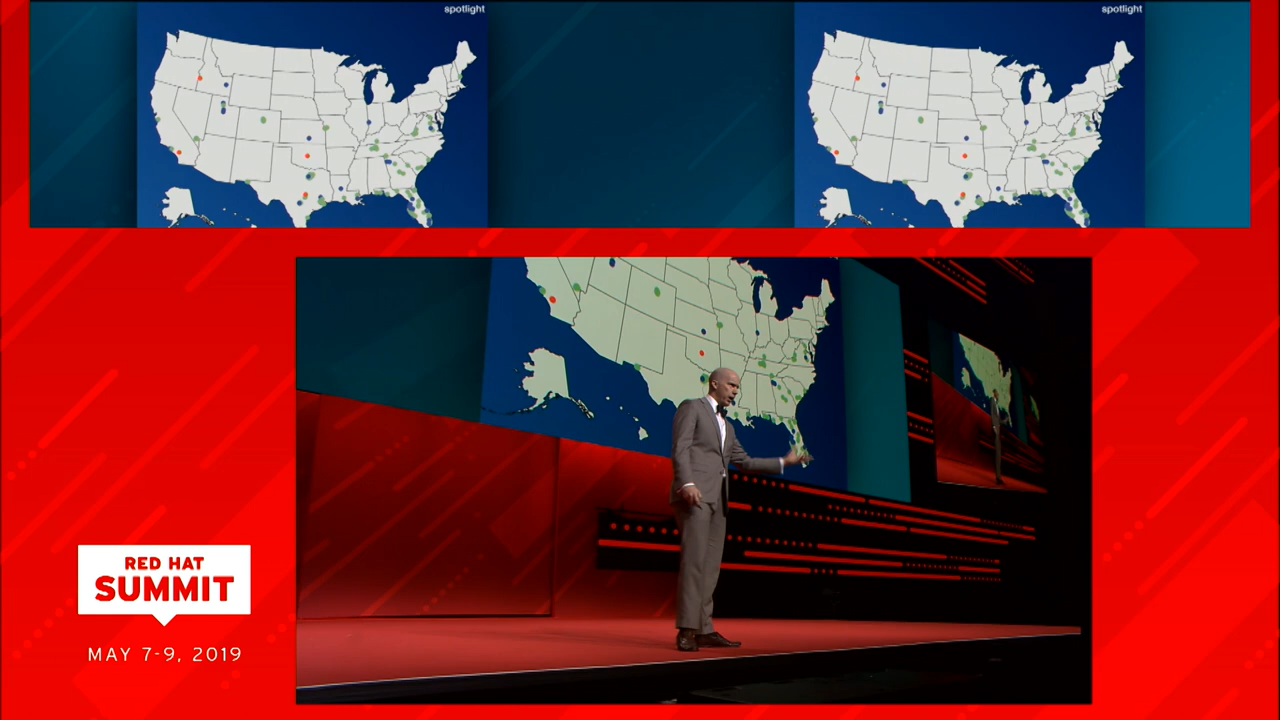 spotlight
spotlight
RED HAT
SUMMIT
MAY 7-9, 2019